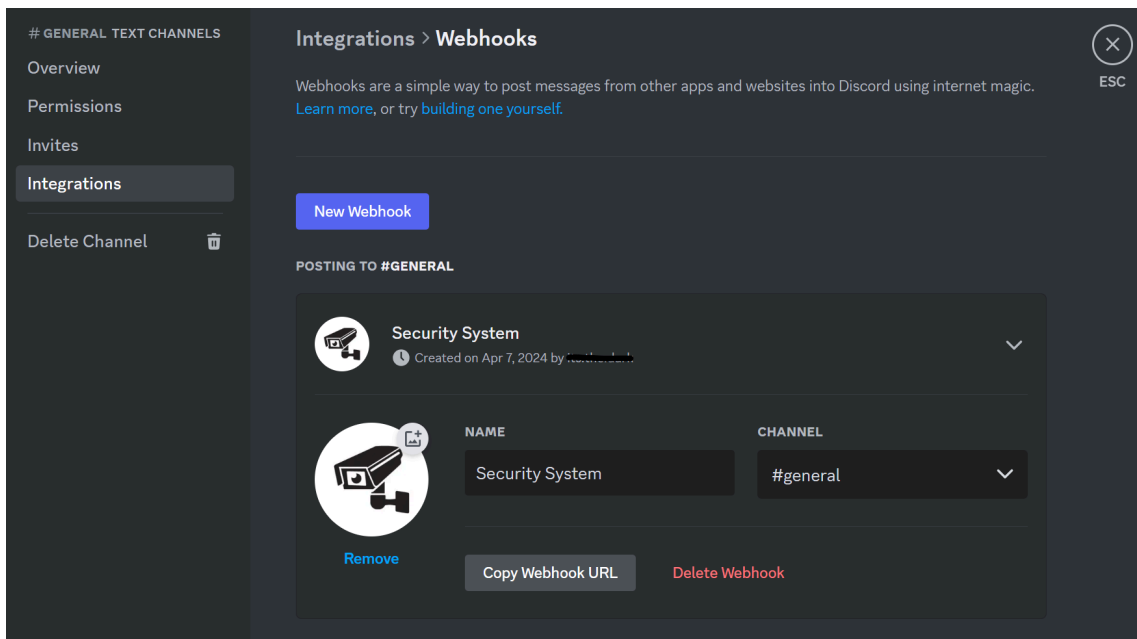 # GENERAL TEXT CHANNELS
Overview
Permissions
Invites
Integrations
Delete Channel
Integrations > Webhooks
ESC
Webhooks are a simple way to post messages from other apps and websites into Discord using internet magic.
Learn more, or try building one yourself.
New Webhook
POSTING TO #GENERAL
Security System
Created on Apr 7, 2024 by
NAME
CHANNEL
Security System
#general
Remove
Copy Webhook URL
Delete Webhook